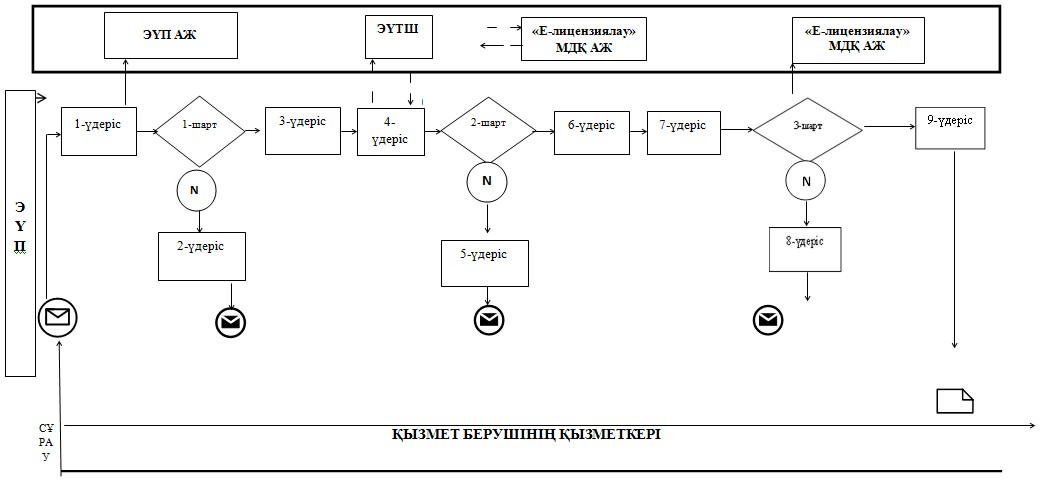 ЭҮП АЖ
ЭҮТШ
«Е-лицензиялау»
МДҚ АЖ
«Е-лицензиялау»
МДҚ АЖ
1-үдеріс
1-шарт
3-үдеріс
4-
үдеріс
2-шарт
6-үдеріс
7-үдеріс
3-шарт
9-үдеріс
N
N
N
Э
Ү
П
2-үдеріс
5-үдеріс
8-үдеріс
СҰ
РА
У
ҚЫЗМЕТ БЕРУШІНІҢ ҚЫЗМЕТКЕРІ